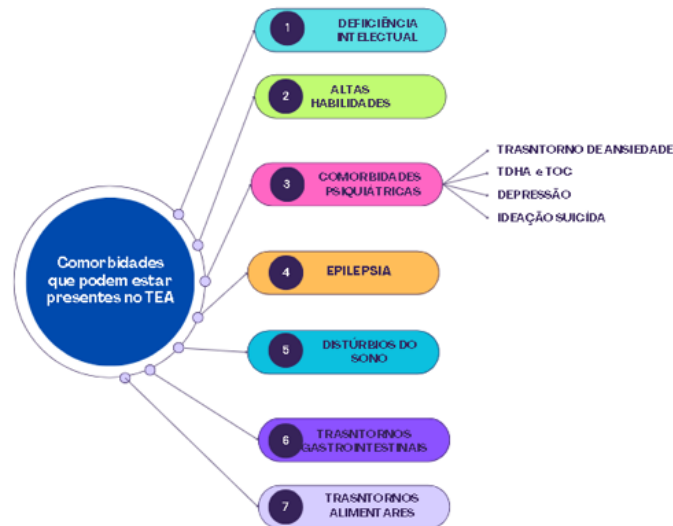 1
DEFICIÊNCIA
INTELECTUAL
2
ALTAS
HABILIDADES
3
COMORBIDADES
PSIQUIÁTRICAS
TRASNTORNO DE ANSIEDADE
TDHA e TOC
DEPRESSÃO
IDEAÇÃO SUICÍDA
Comorbidades
que podem estar
presentes no TEA
4
EPILEPSIA
5
DISTÚRBIOS DO
SONO
6
TRASNTORNOS
GASTROINTESTINAIS
7
TRASNTORNOS
ALIMENTARES